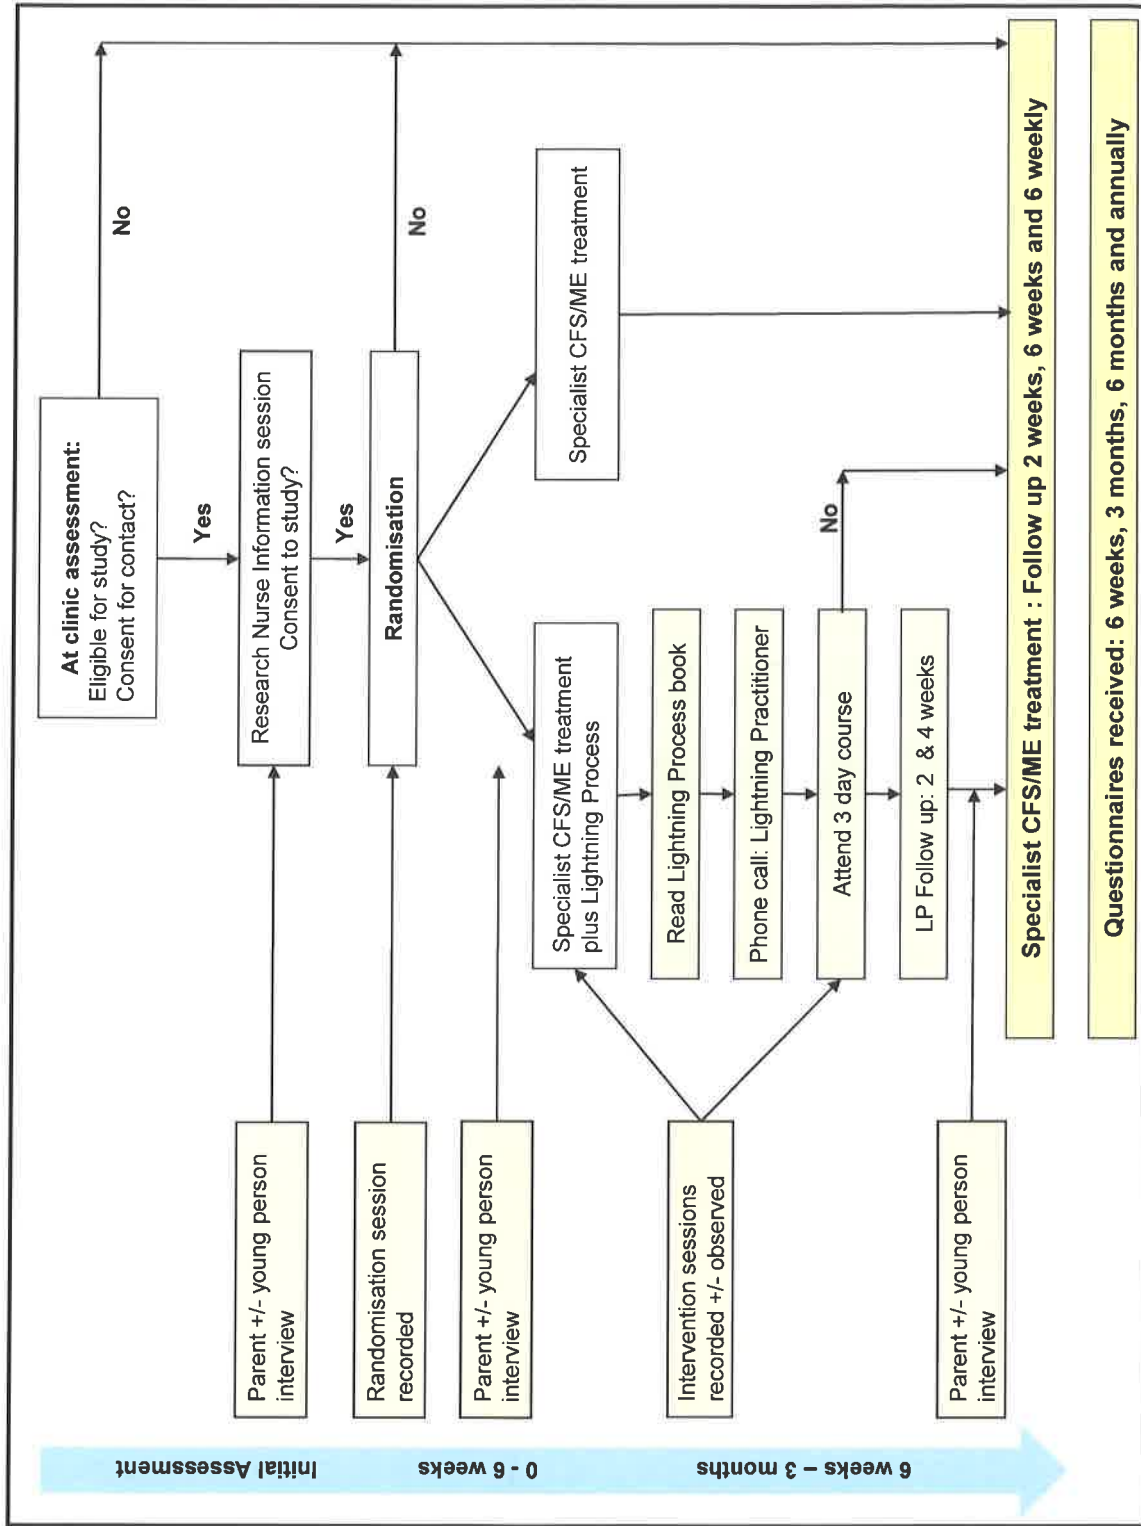 At clinic assessment:
Eligible for study?
Consent for contact?
No
Yes
Research Nurse Information session
Consent to study?
Yes
Randomisation
No
Specialist CFS/ME treatment
plus Lightning Process
Specialist CFS/ME treatment
Read Lightning Process book
Phone call: Lightning Practitioner
Attend 3 day course
No
LP Follow up: 2 & 4 weeks
Specialist CFS/ME treatment : Follow up 2 weeks, 6 weeks and 6 weekly
Questionnaires received: 6 weeks, 3 months, 6 months and annually
Parent +/- young person
interview
Randomisation session
recorded
Parent +/- young person
interview
Intervention sessions
recorded +/- observed
Parent +/- young person
interview
Initial Assessment
0 - 6 weeks
6 weeks – 3 months